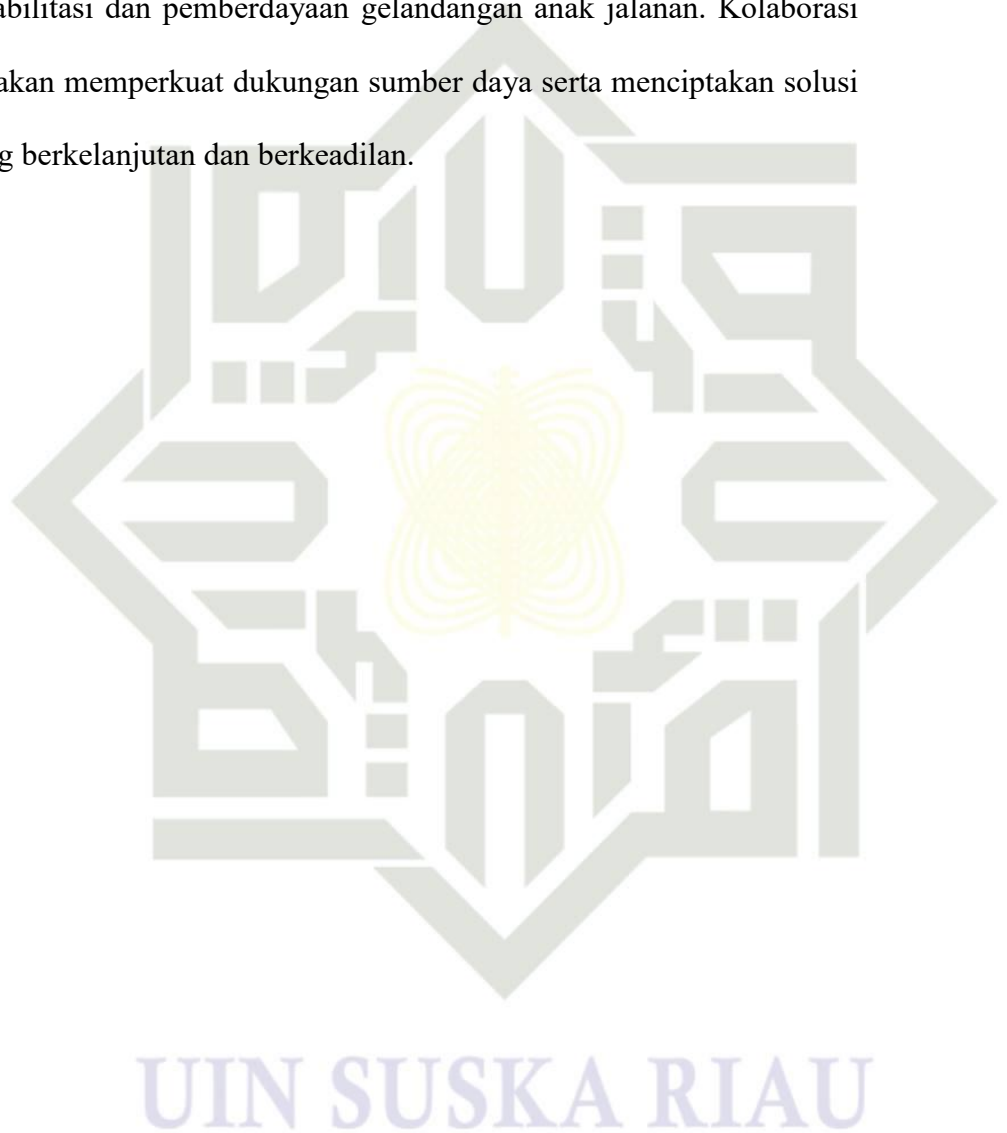 abilitasi dan pemberdayaan gelandangan anak jalanan. Kolaborasi
akan memperkuat dukungan sumber daya serta menciptakan solusi
g berkelanjutan dan berkeadilan.
UIN SUSKA RIAU